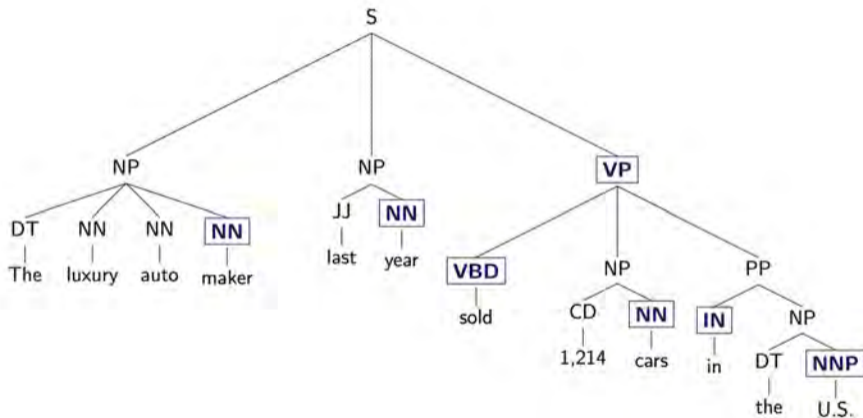 S
NP NP VP
DT NN NN NN JJ NN
The luxury auto maker last year
VBD NP PP
sold CD NN IN NP
1,214 cars in DT NNP
the U.S.